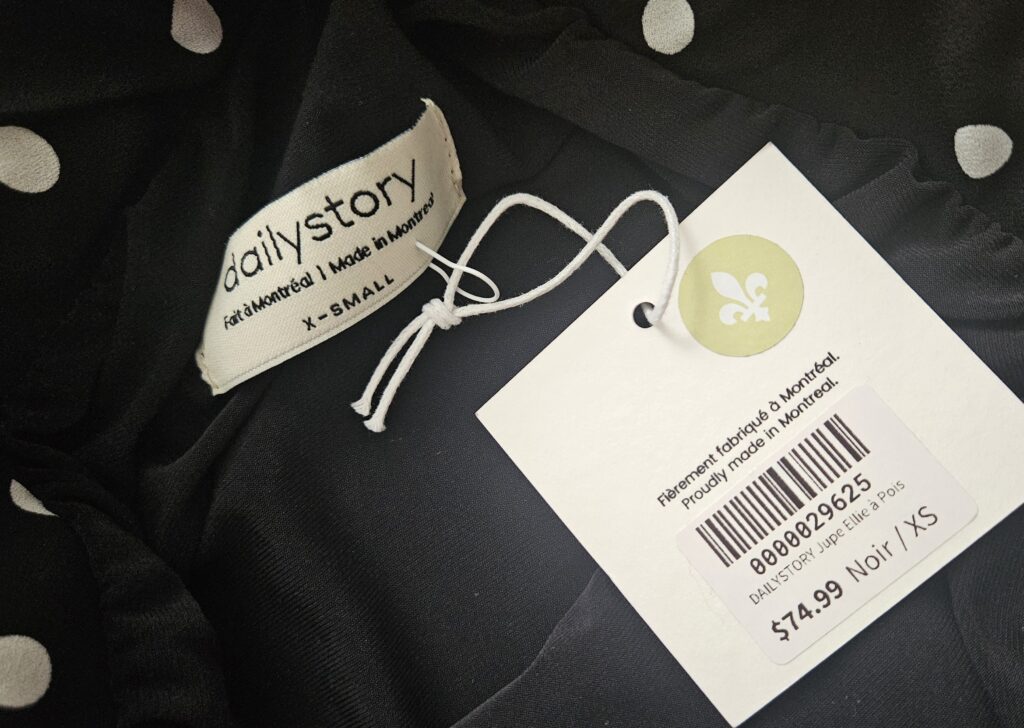 dailystory
Fait à Montréal | Made in Montreal
X-SMALL
Fièrement fabriqué à Montréal.
Proudly made in Montreal.
0000029625
DAILYSTORY Jupe Ellie à Pois
$74.99 Noir / XS